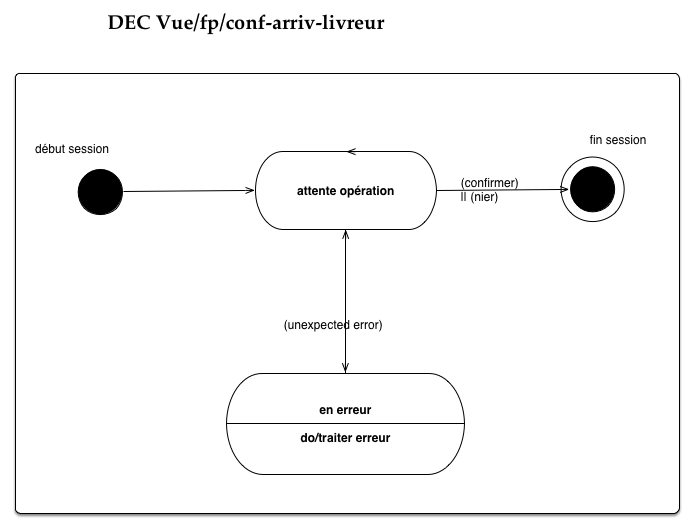 DEC Vue/fp/conf-arriv-livreur
début session
fin session
attente opération
(confirmer)
|| (nier)
(unexpected error)
en erreur
do/traiter erreur